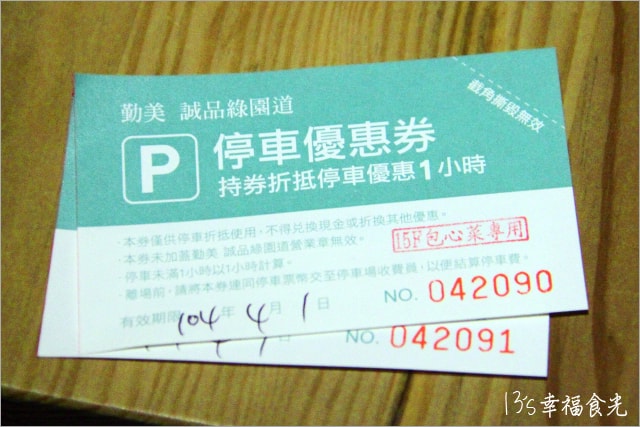 勤美 誠品綠園道
截角撕毀無效
P
停車優惠券
持券折抵停車優惠1小時
·本券僅供停車折抵使用，不得兌換現金或折換其他優惠。
·本券未加蓋勤美 誠品綠園道營業章無效。
·停車未滿1小時以1小時計算。
·離場前，請將本券連同停車票幣交至停車場收費員，以便結算停車費。
15F包心菜專用
有效期限 104年4月1日
NO. 042090
日
NO. 042091
13's幸福食光